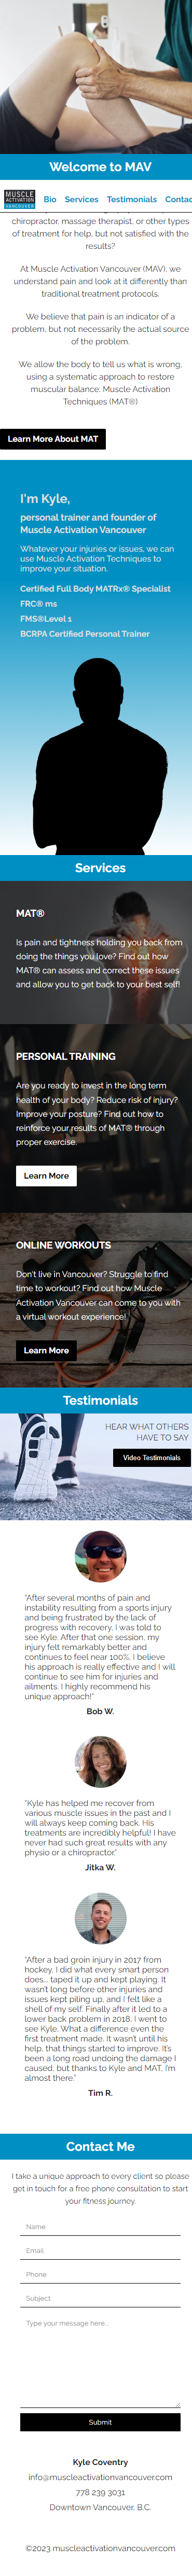 Welcome to MAV
MUSCLE
ACTIVATION
VANCOUVER
Bio Services Testimonials Contac
chiropractor, massage therapist, or other types
of treatment for help, but not satisfied with the
results?
At Muscle Activation Vancouver (MAV), we
understand pain and look at it differently than
traditional treatment protocols.
We believe that pain is an indicator of a
problem, but not necessarily the actual source
of the problem.
We allow the body to tell us what is wrong,
using a systematic approach to restore
muscular balance: Muscle Activation
Techniques (MAT®)
Learn More About MAT
I'm Kyle,
personal trainer and founder of
Muscle Activation Vancouver
Whatever your injuries or issues, we can
use Muscle Activation Techniques to
improve your situation.
Certified Full Body MATRx® Specialist
FRC® ms
FMS®Level 1
BCRPA Certified Personal Trainer
Services
MAT®
Is pain and tightness holding you back from
doing the things you love? Find out how
MAT® can assess and correct these issues
and allow you to get back to your best self!
PERSONAL TRAINING
Are you ready to invest in the long term
health of your body? Reduce risk of injury?
Improve your posture? Find out how to
reinforce your results of MAT® through
proper exercise.
Learn More
ONLINE WORKOUTS
Don't live in Vancouver? Struggle to find
time to workout? Find out how Muscle
Activation Vancouver can come to you with
a virtual workout experience!
Learn More
Testimonials
HEAR WHAT OTHERS
HAVE TO SAY
Video Testimonials
"After several months of pain and
instability resulting from a sports injury
and being frustrated by the lack of
progress with recovery, I was told to
see Kyle. After that one session, my
injury felt remarkably better and
continues to feel near 100%. I believe
his approach is really effective and I will
continue to see him for injuries and
ailments. I highly recommend his
unique approach!"
Bob W.
"Kyle has helped me recover from
various muscle issues in the past and I
will always keep coming back. His
treatments are incredibly helpful! I have
never had such great results with any
physio or a chiropractor."
Jitka W.
"After a bad groin injury in 2017 from
hockey, I did what every smart person
does... taped it up and kept playing. It
wasn't long before other injuries and
issues kept piling up, and I felt like a
shell of my self. Finally after it led to a
lower back problem in 2018, I went to
see Kyle. What a difference even the
first treatment made. It wasn't until his
help, that things started to improve. It's
been a long road undoing the damage I
caused, but thanks to Kyle and MAT, I'm
almost there."
Tim R.
Contact Me
I take a unique approach to every client so please
get in touch for a free phone consultation to start
your fitness journey.
Name
Email
Phone
Subject
Type your message here...
Submit
Kyle Coventry
info@muscleactivationvancouver.com
778 239 3031
Downtown Vancouver, B.C.
©2023 muscleactivationvancouver.com